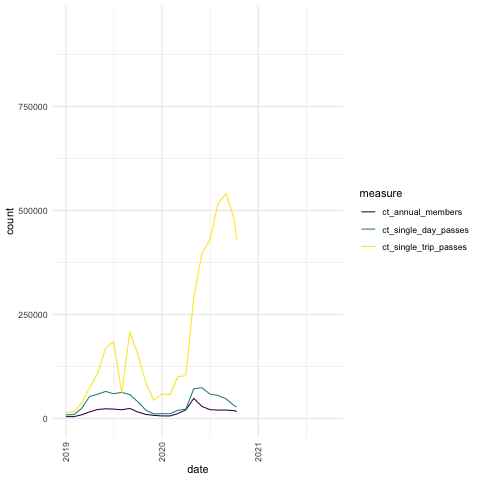 750000
500000
250000
0
count
2019
2020
2021
date
measure
ct_annual_members
ct_single_day_passes
ct_single_trip_passes